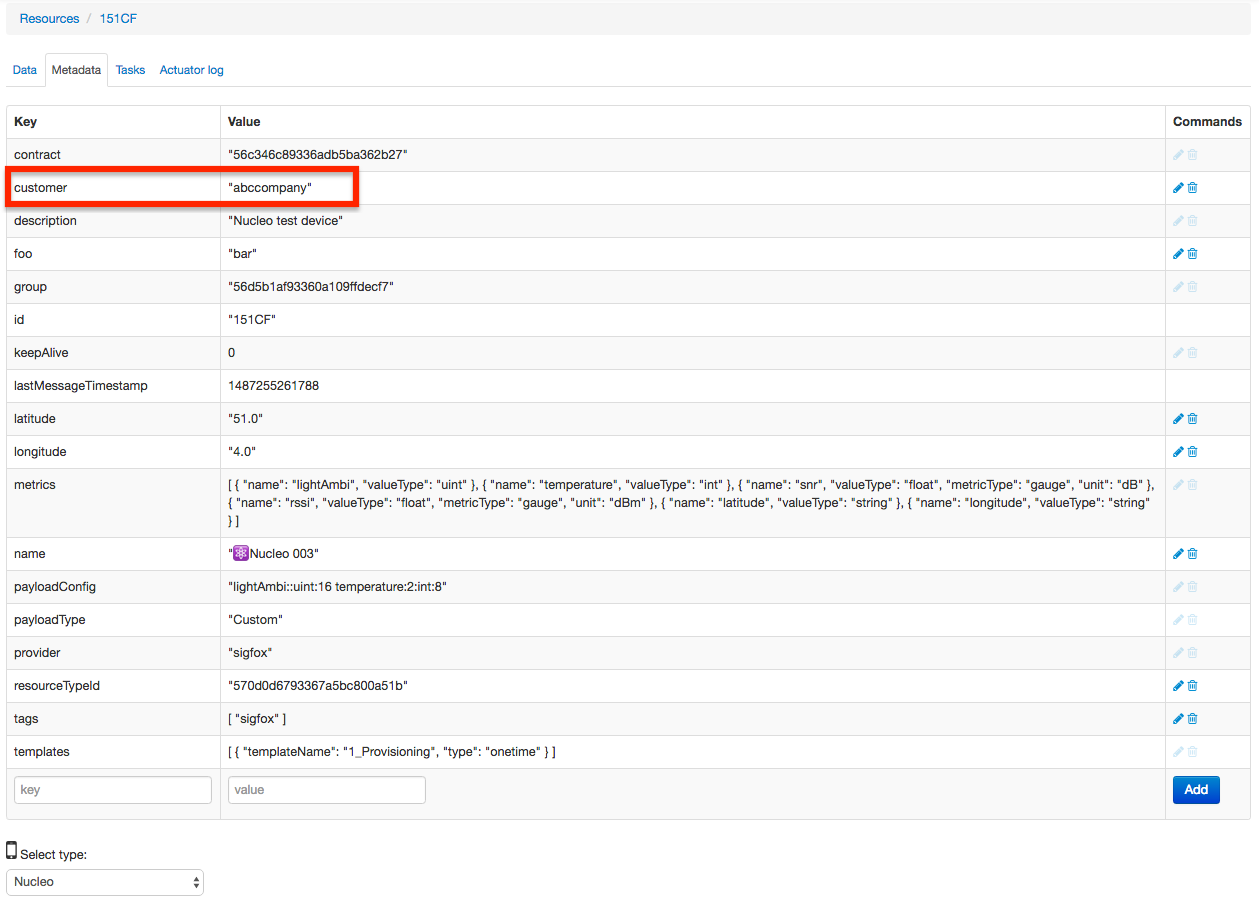 Resources / 151CF
Data Metadata Tasks Actuator log
Key Value Commands
contract "56c346c89336adb5ba362b27"
customer "abccompany"
description "Nucleo test device"
foo "bar"
group "56d5b1af93360a109ffdecf7"
id "151CF"
keepAlive 0
lastMessageTimestamp 1487255261788
latitude "51.0"
longitude "4.0"
metrics [ { "name": "lightAmbi", "valueType": "uint" }, { "name": "temperature", "valueType": "int" }, { "name": "snr", "valueType": "float", "metricType": "gauge", "unit": "dB" },
{ "name": "rssi", "valueType": "float", "metricType": "gauge", "unit": "dBm" }, { "name": "latitude", "valueType": "string" }, { "name": "longitude", "valueType": "string"
} ]
name "⚛Nucleo 003"
payloadConfig "lightAmbi::uint:16 temperature:2:int:8"
payloadType "Custom"
provider "sigfox"
resourceTypeId "570d0d6793367a5bc800a51b"
tags [ "sigfox" ]
templates [ { "templateName": "1_Provisioning", "type": "onetime" } ]
key value Add
Select type:
Nucleo